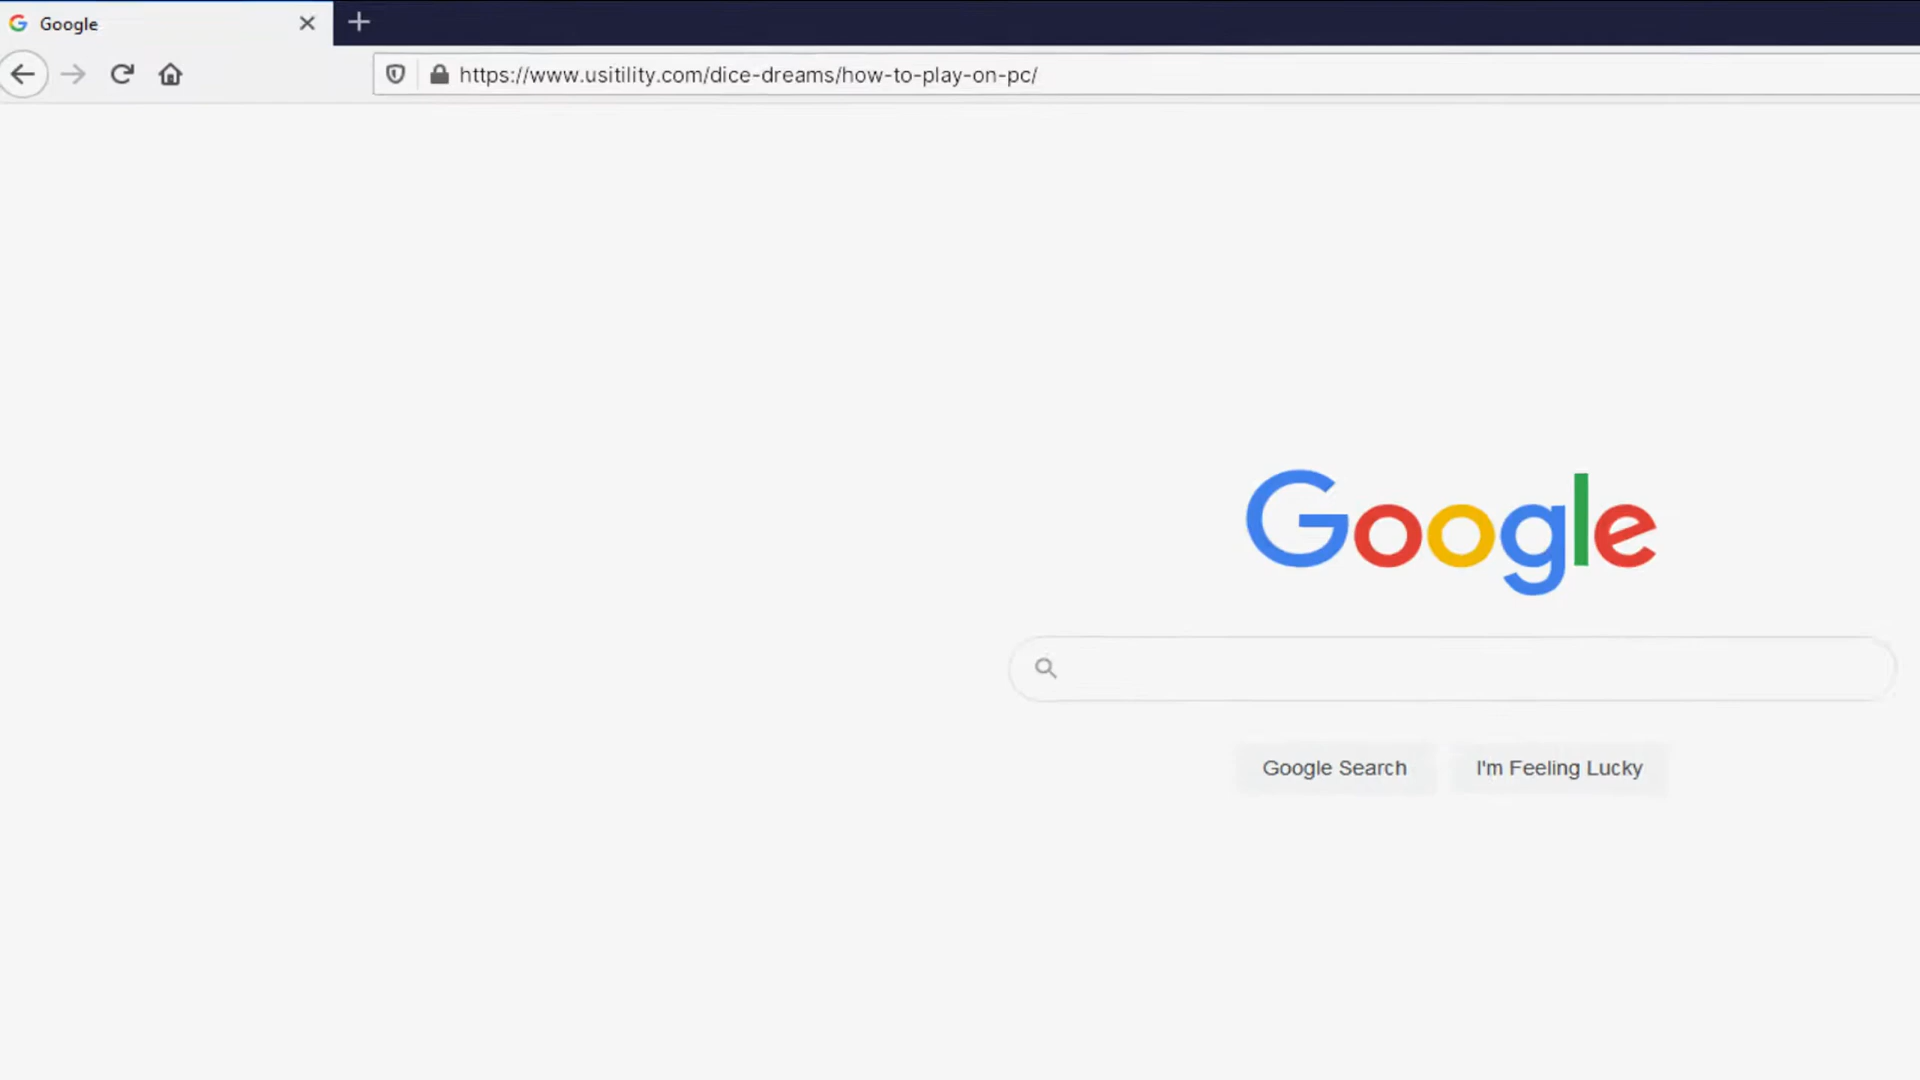 Google
https://www.usitility.com/dice-dreams/how-to-play-on-pc/
Google
Google Search
I'm Feeling Lucky